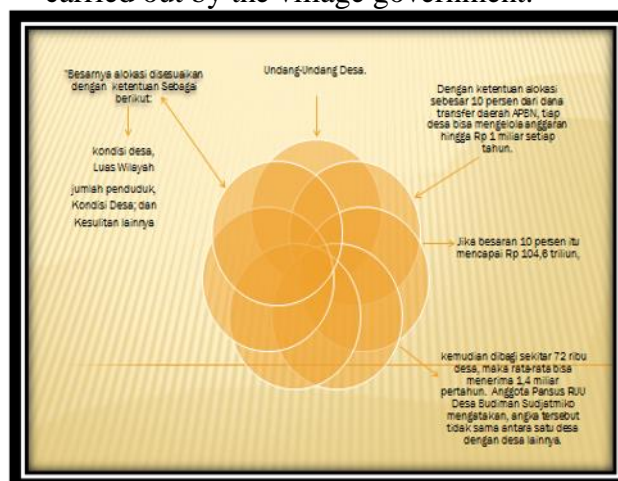 carried out by the village government.
"Besarnya alokasi disesuaikan
dengan ketentuan Sebagai
berikut:
kondisi desa,
Luas Wilayah
jumlah penduduk,
Kondisi Desa; dan
Kesulitan lainnya
Undang-Undang Desa.
Dengan ketentuan alokasi
sebesar 10 persen dari dana
transfer daerah APBN, tiap
desa bisa mengelola anggaran
hingga Rp 1 miliar setiap
tahun.
Jika besaran 10 persen itu
mencapai Rp 104,6 triliun,
kemudian dibagi sekitar 72 ribu
desa, maka rata-rata bisa
menerima 1,4 miliar
pertahun. Anggota Pansus RUU
Desa Budiman Sudjatmiko
mengatakan, angka tersebut
tidak sama antara satu desa
dengan desa lainnya.